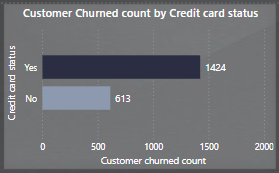 Customer Churned count by Credit card status
Credit card status
Yes 1424
No 613
0 500 1000 1500 2000
Customer churned count